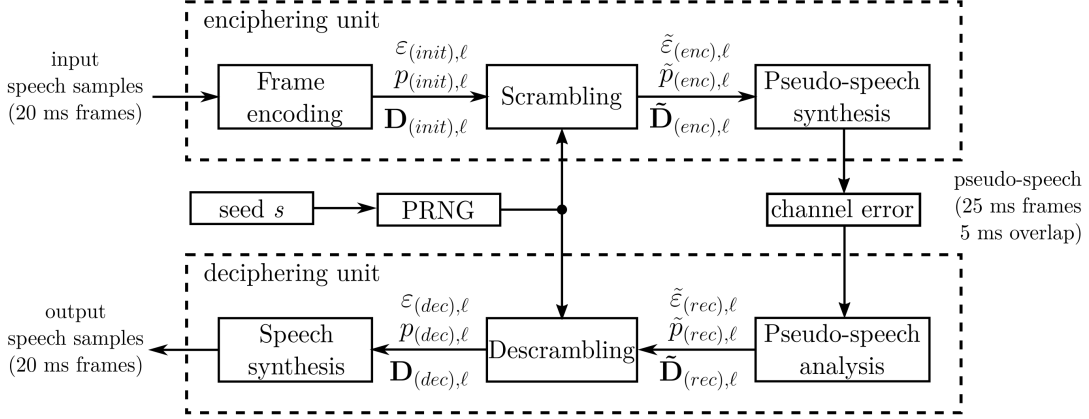 enciphering unit
input
speech samples
(20 ms frames)
Frame
encoding
ε(init),ℓ
p(init),ℓ
D(init),ℓ
Scrambling
ε̃(enc),ℓ
p̃(enc),ℓ
D̃(enc),ℓ
Pseudo-speech
synthesis
seed s
PRNG
channel error
pseudo-speech
(25 ms frames
5 ms overlap)
deciphering unit
output
speech samples
(20 ms frames)
Speech
synthesis
ε(dec),ℓ
p(dec),ℓ
D(dec),ℓ
Descrambling
ε̃(rec),ℓ
p̃(rec),ℓ
D̃(rec),ℓ
Pseudo-speech
analysis